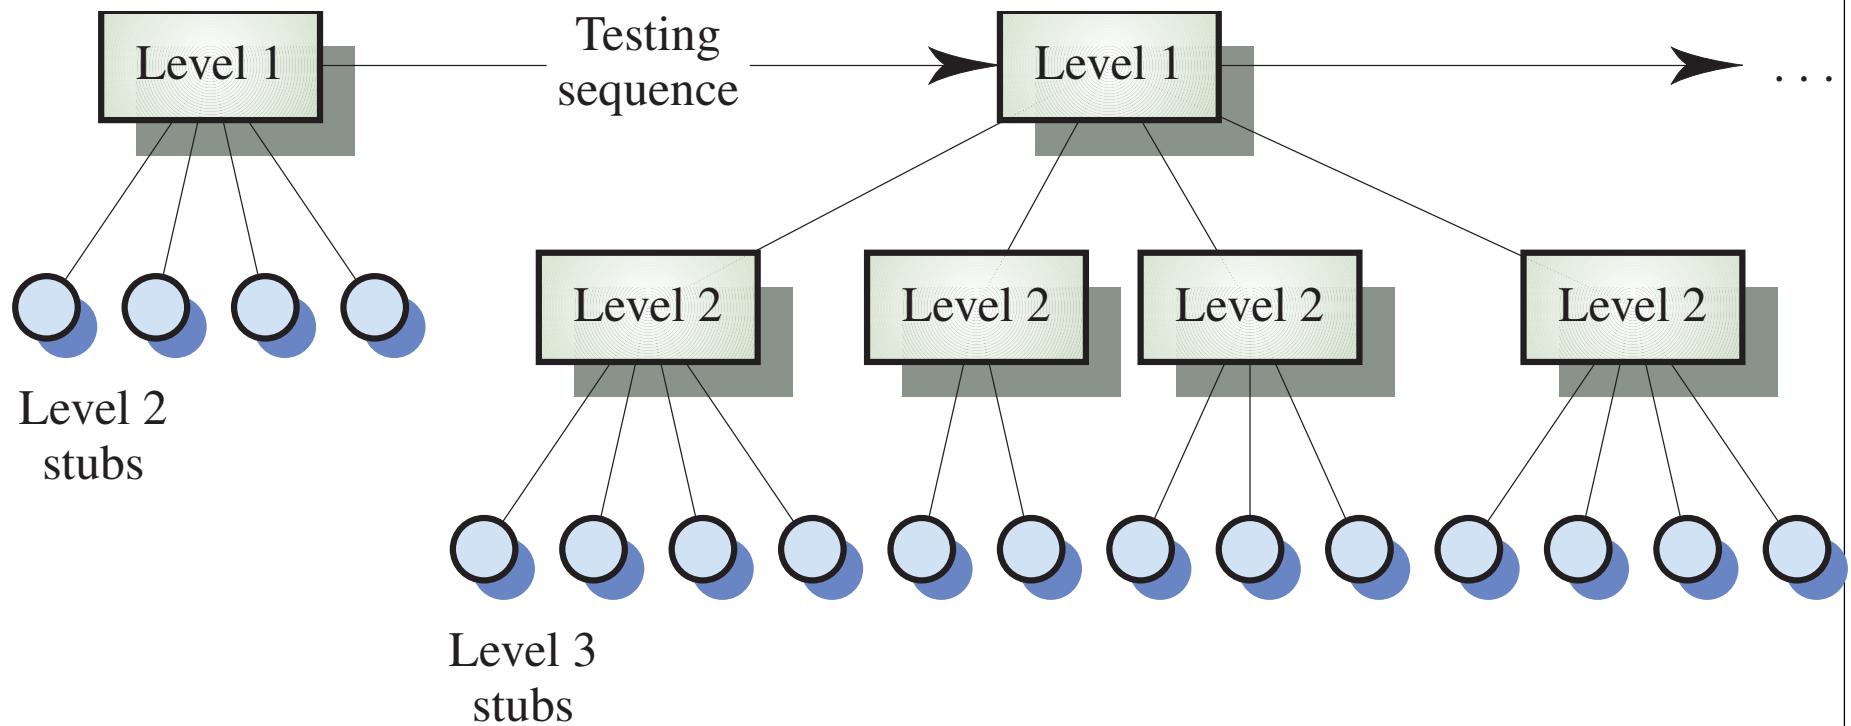 Level 1
Testing
sequence
Level 1
. . .
Level 2
Level 2
Level 2
Level 2
Level 2
stubs
Level 3
stubs